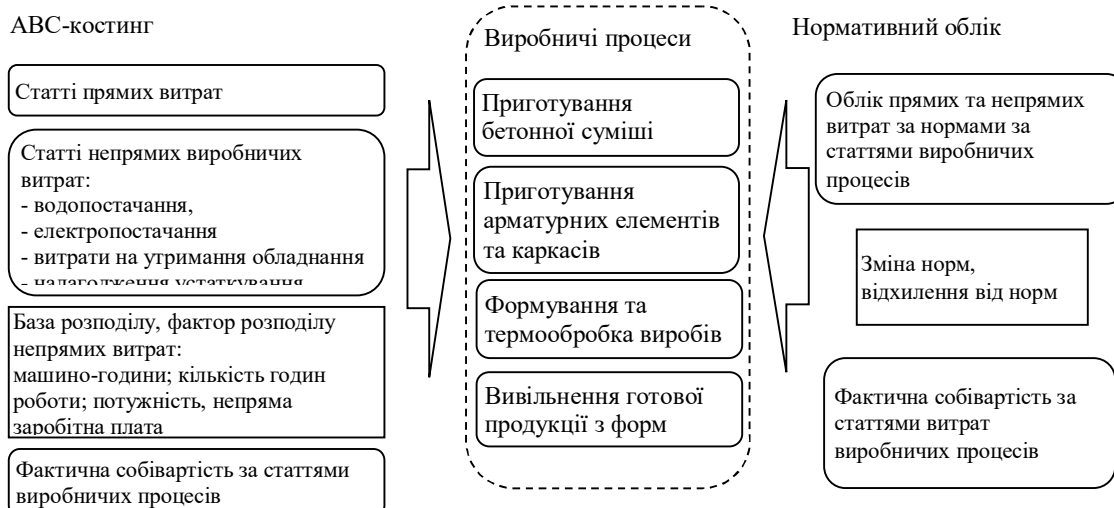 АВС-костинг
Статті прямих витрат
Статті непрямих виробничих
витрат:
- водопостачання,
- електропостачання
- витрати на утримання обладнання
- налагодження устаткування
База розподілу, фактор розподілу
непрямих витрат:
машино-години; кількість годин
роботи; потужність, непряма
заробітна плата
Фактична собівартість за статтями
виробничих процесів
Виробничі процеси
Приготування
бетонної суміші
Приготування
арматурних елементів
та каркасів
Формування та
термообробка виробів
Вивільнення готової
продукції з форм
Нормативний облік
Облік прямих та непрямих
витрат за нормами за
статтями виробничих
процесів
Зміна норм,
відхилення від норм
Фактична собівартість за
статтями витрат
виробничих процесів